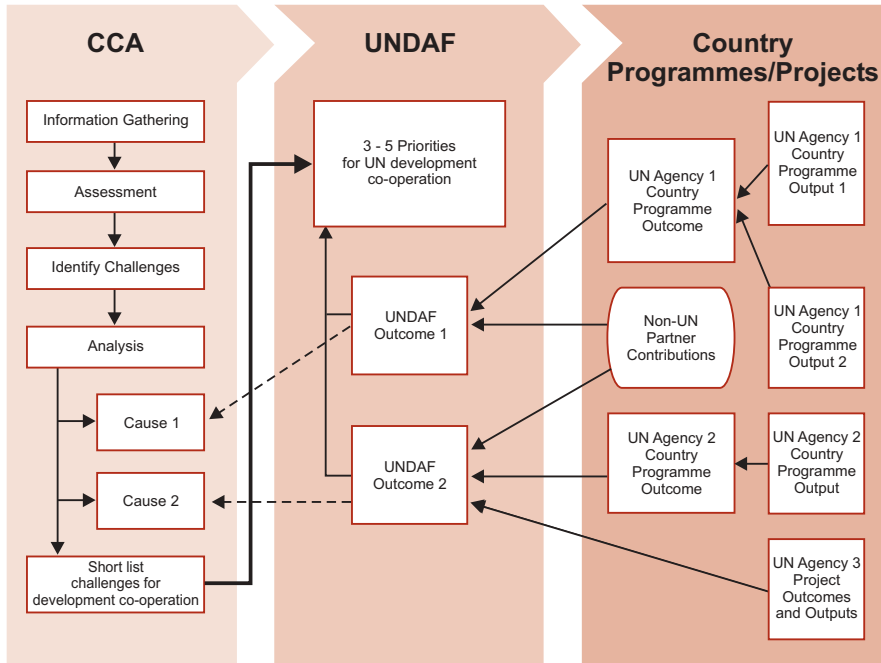 CCA
Information Gathering
Assessment
Identify Challenges
Analysis
Cause 1
Cause 2
Short list
challenges for
development co-operation
UNDAF
3 - 5 Priorities
for UN development
co-operation
UNDAF
Outcome 1
UNDAF
Outcome 2
Country
Programmes/Projects
UN Agency 1
Country
Programme
Outcome
Non-UN
Partner
Contributions
UN Agency 2
Country
Programme
Outcome
UN Agency 1
Country
Programme
Output 1
UN Agency 1
Country
Programme
Output 2
UN Agency 2
Country
Programme
Output
UN Agency 3
Project
Outcomes
and Outputs